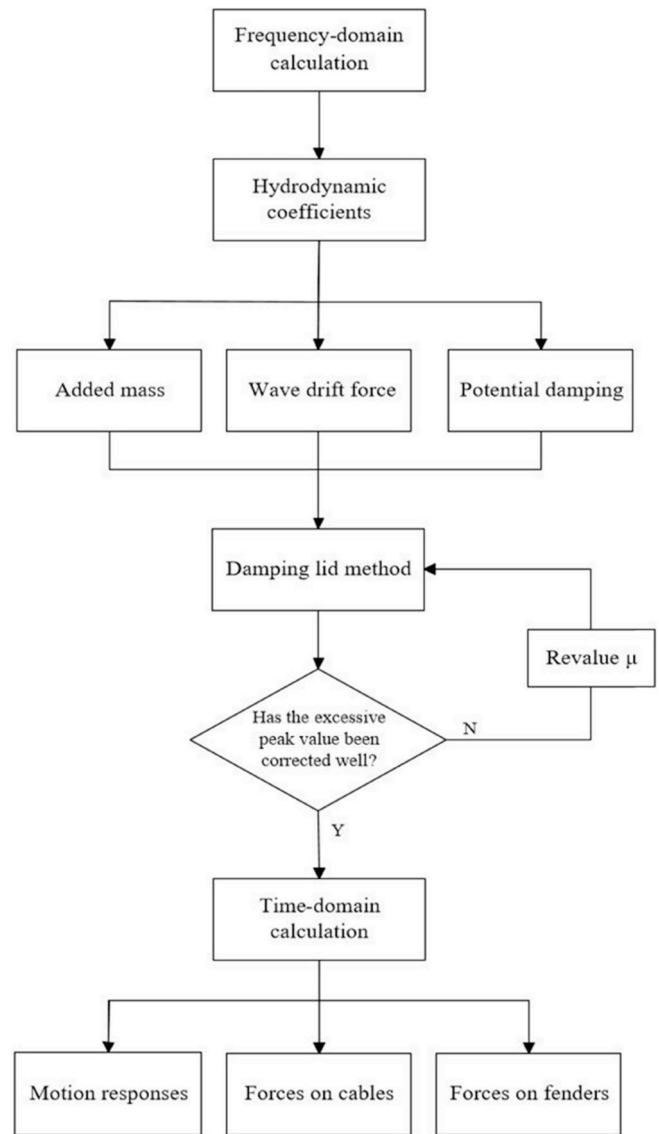 Frequency-domain
calculation
Hydrodynamic
coefficients
Added mass
Wave drift force
Potential damping
Damping lid method
Revalue μ
Has the excessive
peak value been
corrected well?
N
Y
Time-domain
calculation
Motion responses
Forces on cables
Forces on fenders